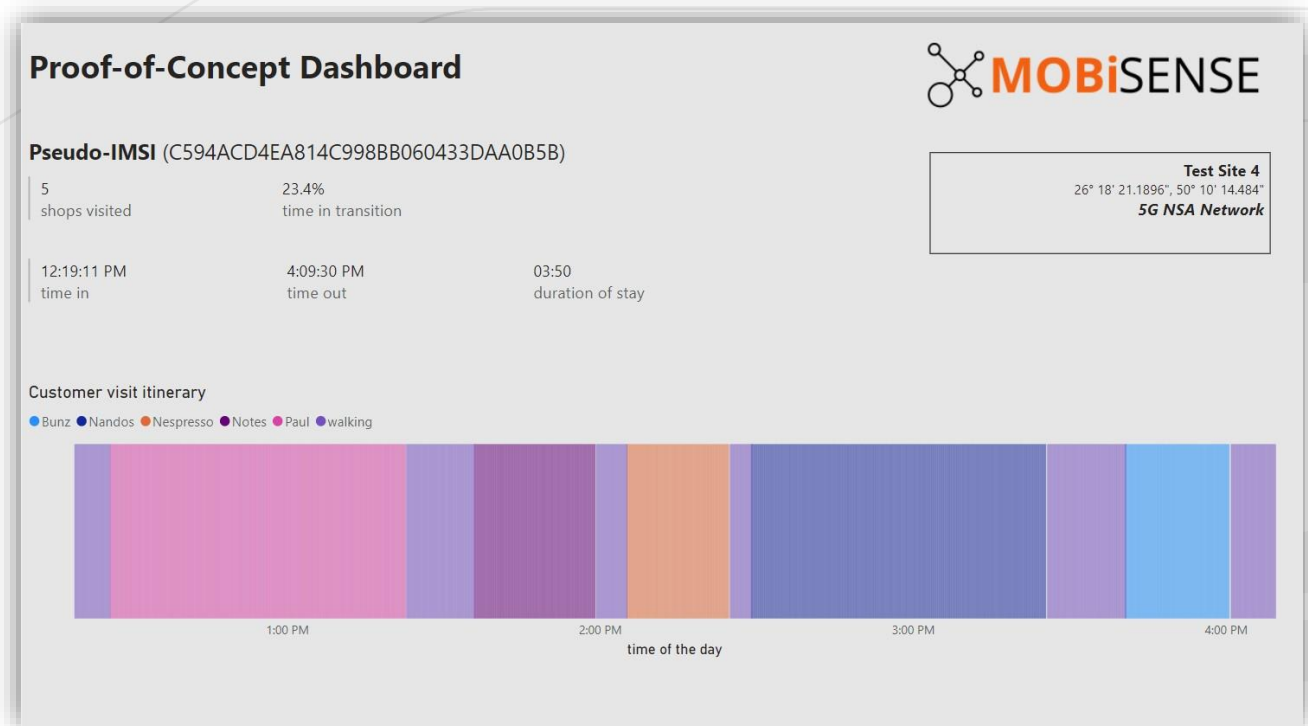 Proof-of-Concept Dashboard
MOBiSENSE
Pseudo-IMSI (C594ACD4EA814C998BB060433DAA0B5B)
Test Site 4
26° 18' 21.1896", 50° 10' 14.484"
5G NSA Network
5 23.4%
shops visited time in transition
12:19:11 PM 4:09:30 PM 03:50
time in time out duration of stay
Customer visit itinerary
Bunz Nandos Nespresso Notes Paul walking
1:00 PM 2:00 PM 3:00 PM 4:00 PM
time of the day